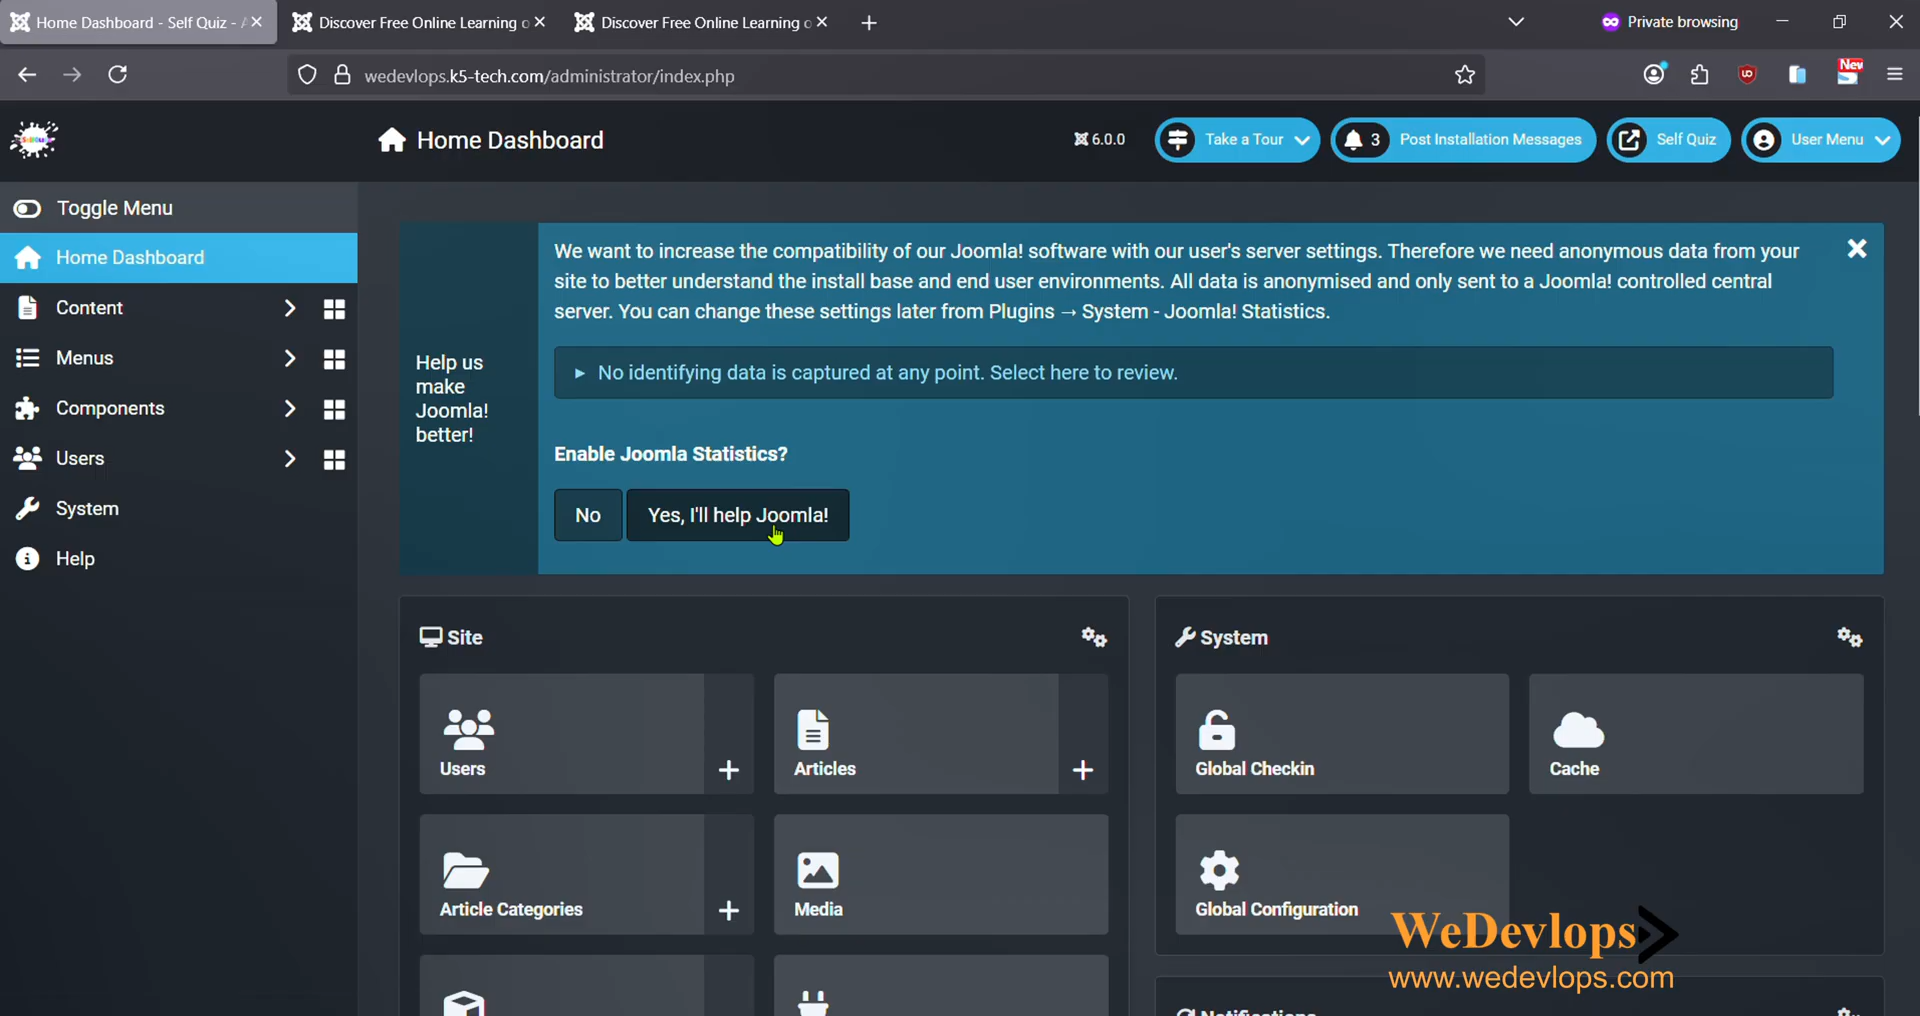 Home Dashboard - Self Quiz - A
Discover Free Online Learning o
Discover Free Online Learning o
Private browsing
wedevlops.k5-tech.com/administrator/index.php
New
Home Dashboard
6.0.0
Take a Tour
3 Post Installation Messages
Self Quiz
User Menu
Toggle Menu
Home Dashboard
Content
Menus
Components
Users
System
Help
Help us
make
Joomla!
better!
We want to increase the compatibility of our Joomla! software with our user's server settings. Therefore we need anonymous data from your
site to better understand the install base and end user environments. All data is anonymised and only sent to a Joomla! controlled central
server. You can change these settings later from Plugins → System - Joomla! Statistics.
▸ No identifying data is captured at any point. Select here to review.
Enable Joomla Statistics?
No
Yes, I'll help Joomla!
Site
Users
Articles
Article Categories
Media
System
Global Checkin
Cache
Global Configuration
Notifications
WeDevlops
www.wedevlops.com